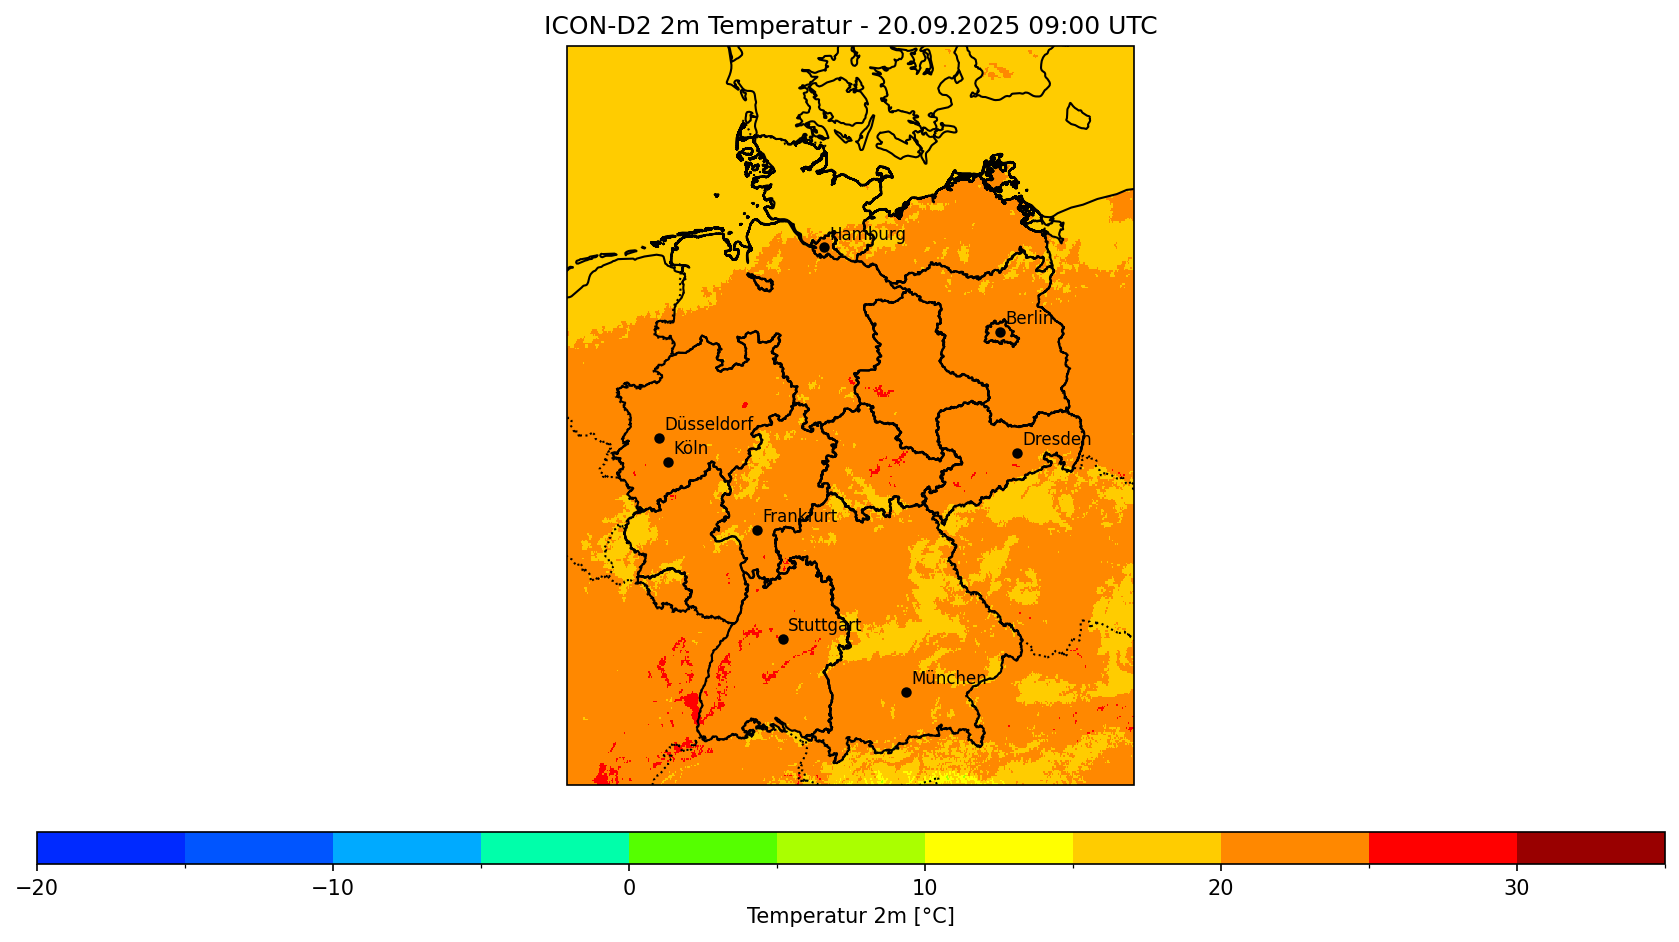 ICON-D2 2m Temperatur - 20.09.2025 09:00 UTC
Hamburg
Berlin
Düsseldorf
Dresden
Köln
Frankfurt
Stuttgart
München
−20 −10 0 10 20 30
Temperatur 2m [°C]